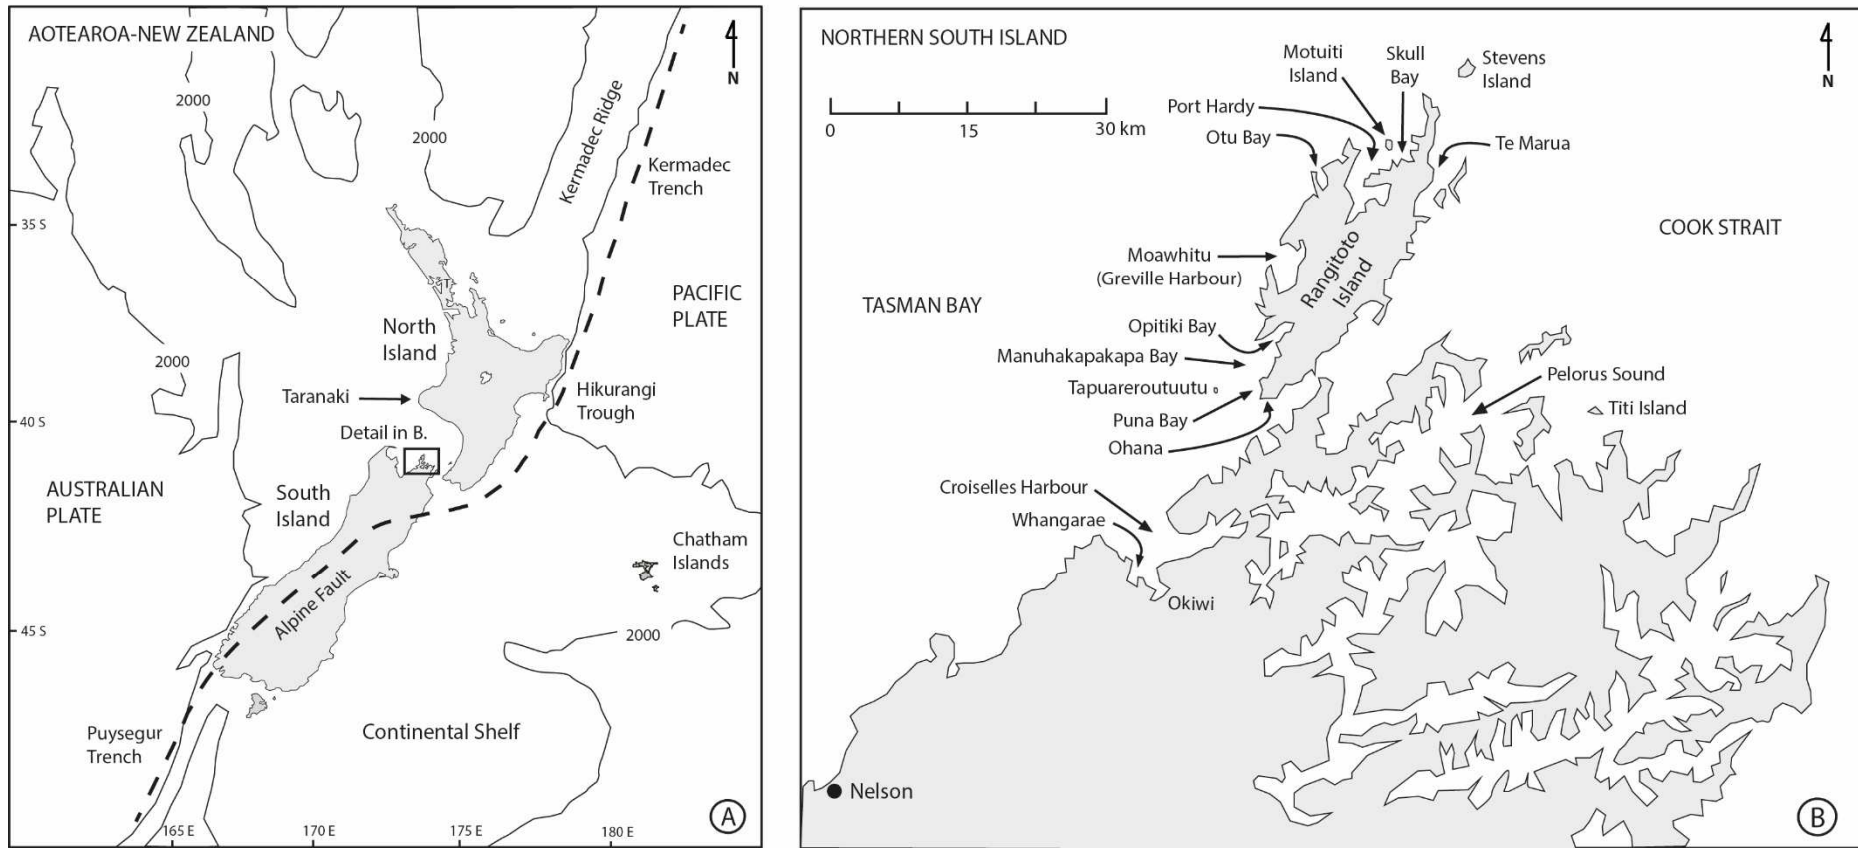 AOTEAROA-NEW ZEALAND
N
2000
2000
Kermadec Ridge
Kermadec
Trench
35 S
T
PACIFIC
PLATE
North
Island
2000
Taranaki
Hikurangi
Trough
40 S
Detail in B.
AUSTRALIAN
PLATE
South
Island
Chatham
Islands
Alpine Fault
45 S
2000
Puysegur
Trench
Continental Shelf
165 E
170 E
175 E
180 E
A
NORTHERN SOUTH ISLAND
N
Motuiti
Island
Skull
Bay
Stevens
Island
Port Hardy
0
15
30 km
Otu Bay
Te Marua
COOK STRAIT
Moawhitu
(Greville Harbour)
Rangitoto
Island
TASMAN BAY
Opitiki Bay
Manuhakapakapa Bay
Pelorus Sound
Tapuareroutuutu
Titi Island
Puna Bay
Ohana
Croiselles Harbour
Whangarae
Okiwi
Nelson
B